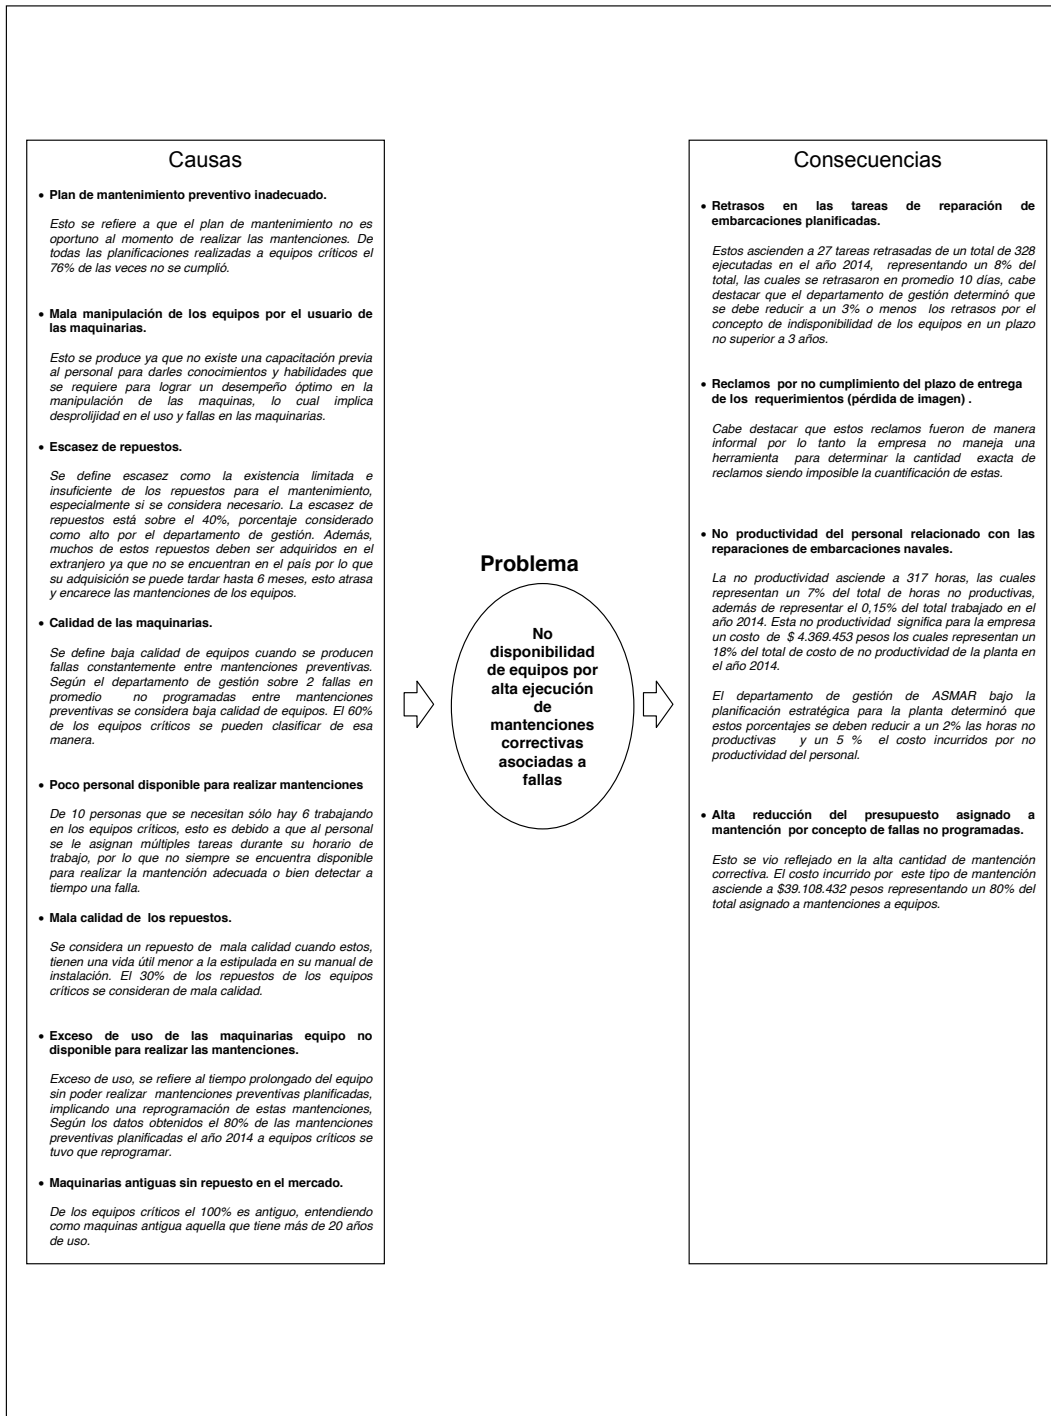 Causas
• Plan de mantenimiento preventivo inadecuado.
Esto se refiere a que el plan de mantenimiento no es
oportuno al momento de realizar las mantenciones. De
todas las planificaciones realizadas a equipos críticos el
76% de las veces no se cumplió.
• Mala manipulación de los equipos por el usuario de
las maquinarias.
Esto se produce ya que no existe una capacitación previa
al personal para darles conocimientos y habilidades que
se requiere para lograr un desempeño óptimo en la
manipulación de las maquinas, lo cual implica
desprolijidad en el uso y fallas en las maquinarias.
• Escasez de repuestos.
Se define escasez como la existencia limitada e
insuficiente de los repuestos para el mantenimiento,
especialmente si se considera necesario. La escasez de
repuestos está sobre el 40%, porcentaje considerado
como alto por el departamento de gestión. Además,
muchos de estos repuestos deben ser adquiridos en el
extranjero ya que no se encuentran en el país por lo que
su adquisición se puede tardar hasta 6 meses, esto atrasa
y encarece las mantenciones de los equipos.
• Calidad de las maquinarias.
Se define baja calidad de equipos cuando se producen
fallas constantemente entre mantenciones preventivas.
Según el departamento de gestión sobre 2 fallas en
promedio no programadas entre mantenciones
preventivas se considera baja calidad de equipos. El 60%
de los equipos críticos se pueden clasificar de esa
manera.
• Poco personal disponible para realizar mantenciones
De 10 personas que se necesitan sólo hay 6 trabajando
en los equipos críticos, esto es debido a que al personal
se le asignan múltiples tareas durante su horario de
trabajo, por lo que no siempre se encuentra disponible
para realizar la mantención adecuada o bien detectar a
tiempo una falla.
• Mala calidad de los repuestos.
Se considera un repuesto de mala calidad cuando estos,
tienen una vida útil menor a la estipulada en su manual de
instalación. El 30% de los repuestos de los equipos
críticos se consideran de mala calidad.
• Exceso de uso de las maquinarias equipo no
disponible para realizar las mantenciones.
Exceso de uso, se refiere al tiempo prolongado del equipo
sin poder realizar mantenciones preventivas planificadas,
implicando una reprogramación de estas mantenciones,
Según los datos obtenidos el 80% de las mantenciones
preventivas planificadas el año 2014 a equipos críticos se
tuvo que reprogramar.
• Maquinarias antiguas sin repuesto en el mercado.
De los equipos críticos el 100% es antiguo, entendiendo
como maquinas antigua aquella que tiene más de 20 años
de uso.
Problema
No
disponibilidad
de equipos por
alta ejecución
de
mantenciones
correctivas
asociadas a
fallas
Consecuencias
• Retrasos en las tareas de reparación de
embarcaciones planificadas.
Estos ascienden a 27 tareas retrasadas de un total de 328
ejecutadas en el año 2014, representando un 8% del
total, las cuales se retrasaron en promedio 10 días, cabe
destacar que el departamento de gestión determinó que
se debe reducir a un 3% o menos los retrasos por el
concepto de indisponibilidad de los equipos en un plazo
no superior a 3 años.
• Reclamos por no cumplimiento del plazo de entrega
de los requerimientos (pérdida de imagen) .
Cabe destacar que estos reclamos fueron de manera
informal por lo tanto la empresa no maneja una
herramienta para determinar la cantidad exacta de
reclamos siendo imposible la cuantificación de estas.
• No productividad del personal relacionado con las
reparaciones de embarcaciones navales.
La no productividad asciende a 317 horas, las cuales
representan un 7% del total de horas no productivas,
además de representar el 0,15% del total trabajado en el
año 2014. Esta no productividad significa para la empresa
un costo de $ 4.369.453 pesos los cuales representan un
18% del total de costo de no productividad de la planta en
el año 2014.
El departamento de gestión de ASMAR bajo la
planificación estratégica para la planta determinó que
estos porcentajes se deben reducir a un 2% las horas no
productivas y un 5 % el costo incurridos por no
productividad del personal.
• Alta reducción del presupuesto asignado a
mantención por concepto de fallas no programadas.
Esto se vio reflejado en la alta cantidad de mantención
correctiva. El costo incurrido por este tipo de mantención
asciende a $39.108.432 pesos representando un 80% del
total asignado a mantenciones a equipos.